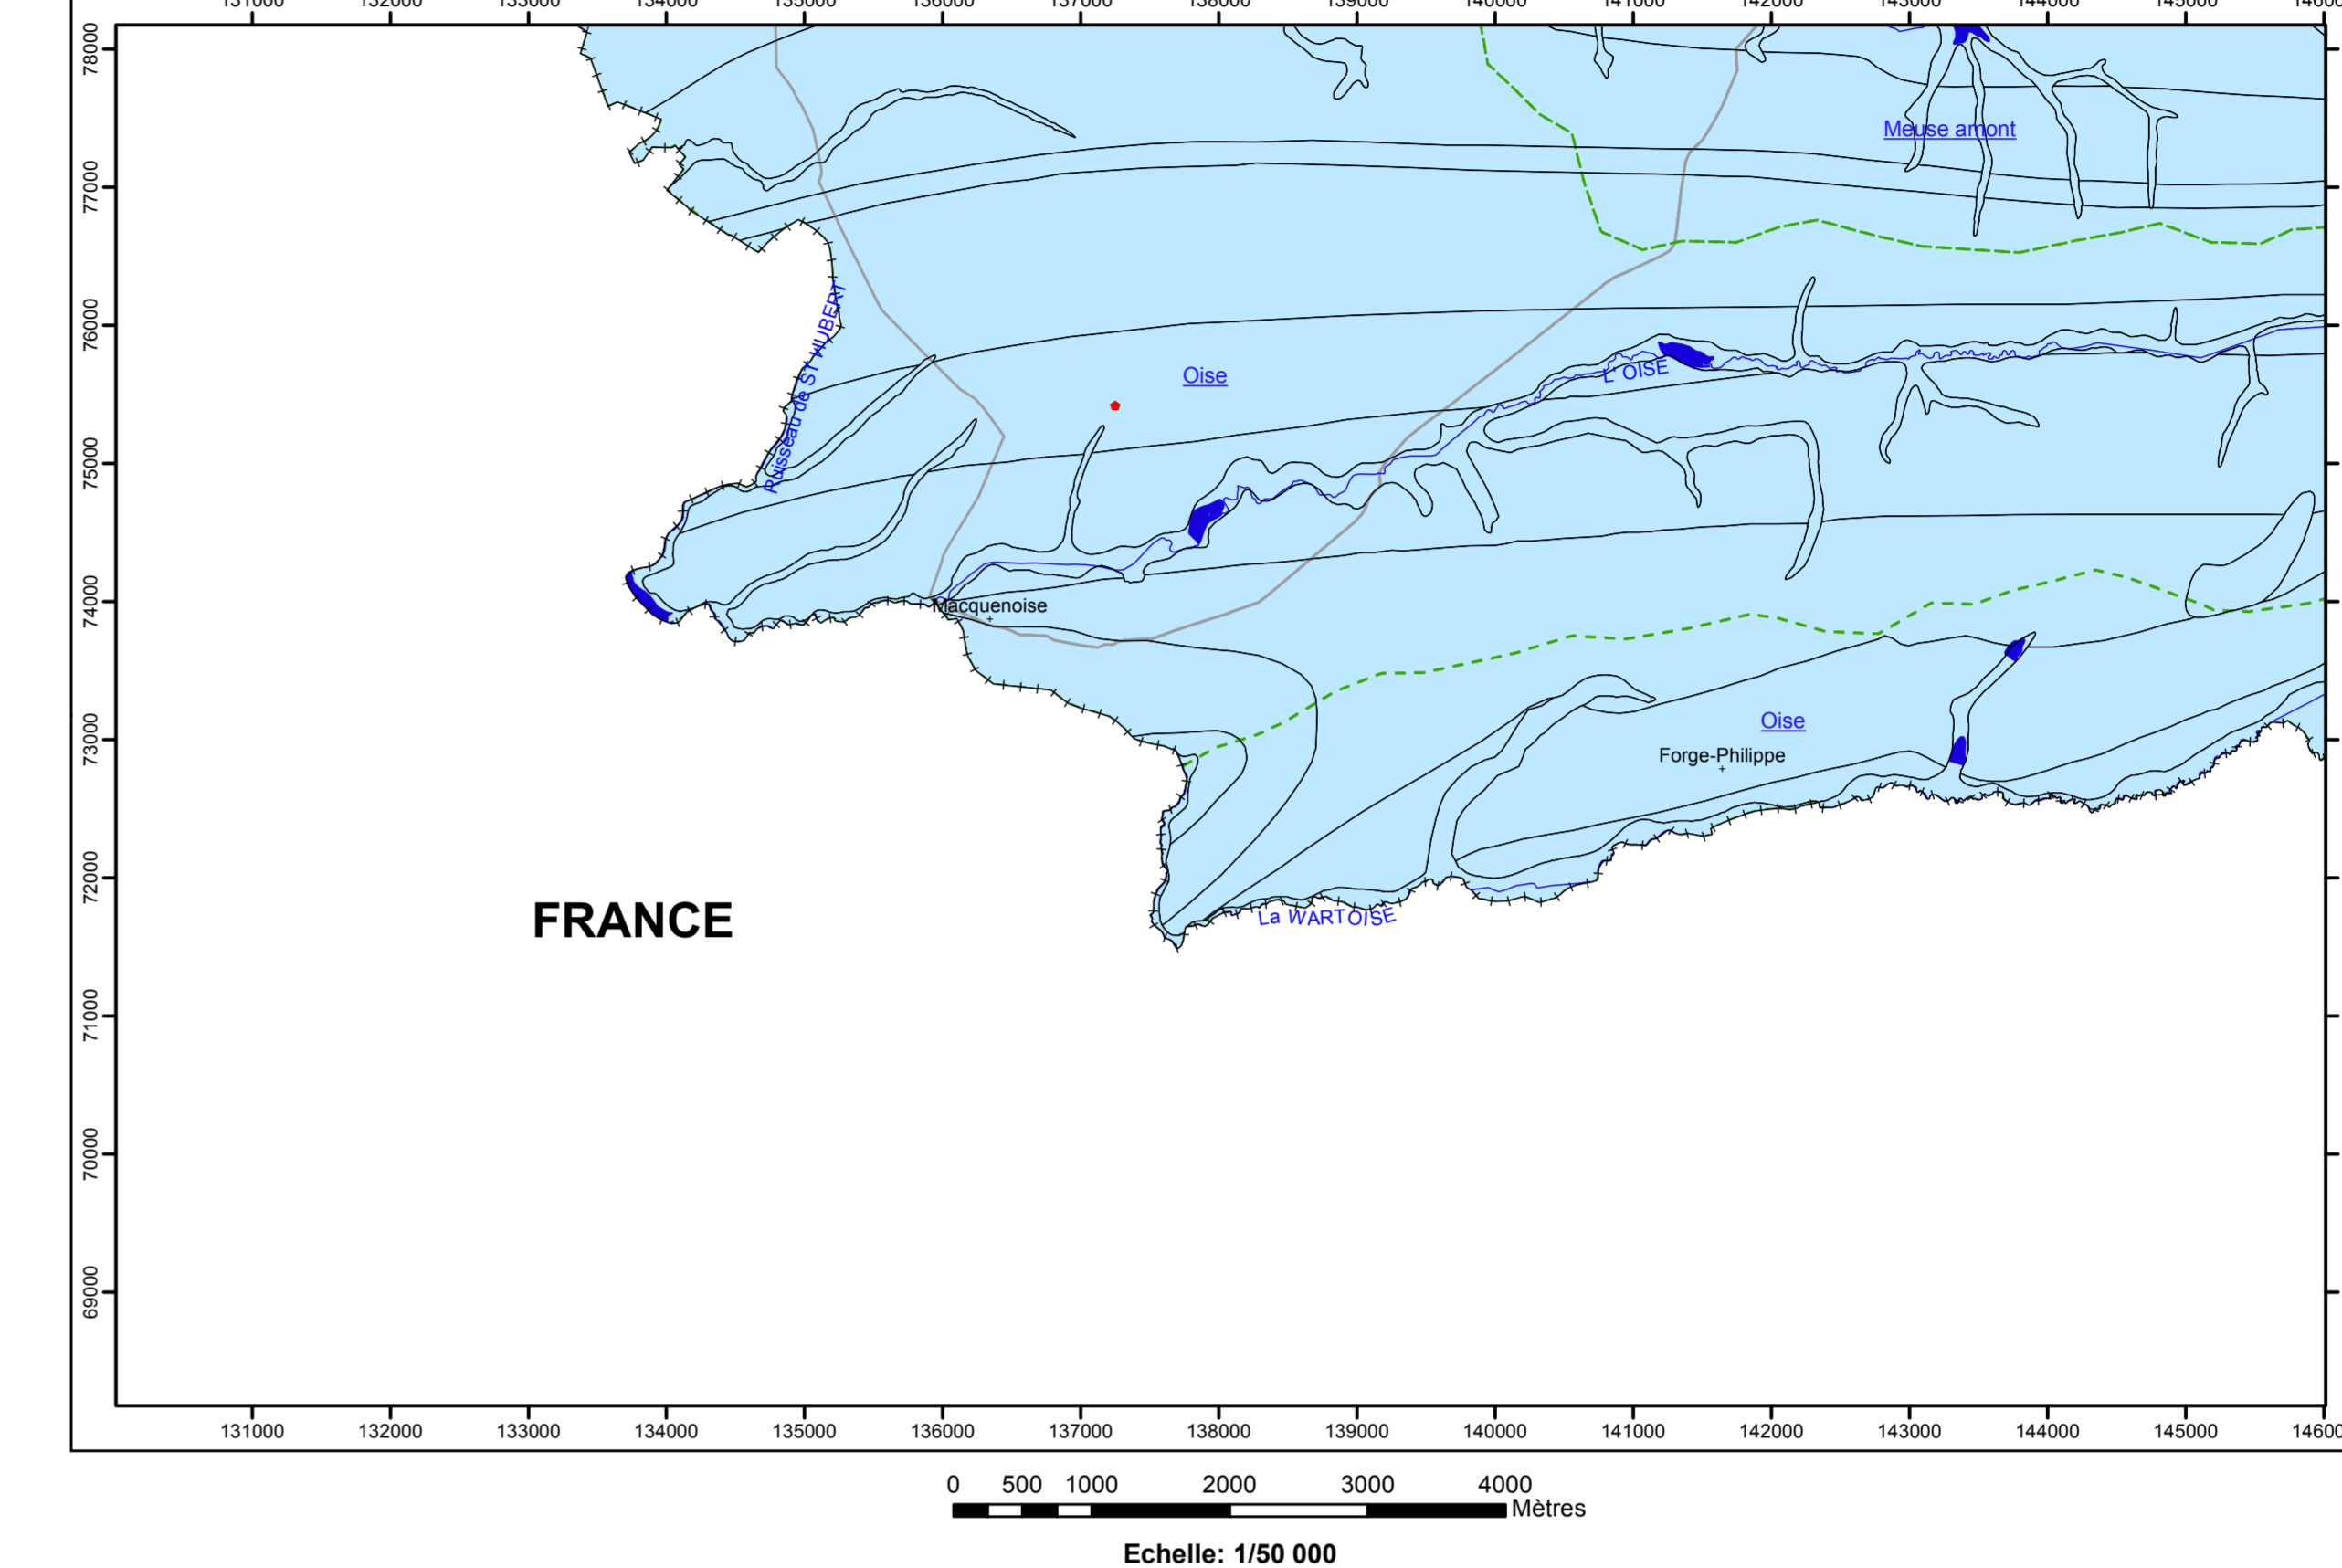 131000 132000 133000 134000 135000 136000 137000 138000 139000 140000 141000 142000 143000 144000 145000
78000
Meuse amont
77000
Ruisseau de ST HUBERT
76000
Oise
L' OISE
75000
74000
Macquenoise
73000
Oise
Forge-Philippe
72000
FRANCE
La WARTOISE
71000
70000
69000
131000 132000 133000 134000 135000 136000 137000 138000 139000 140000 141000 142000 143000 144000 145000
0 500 1000 2000 3000 4000
Mètres
Echelle: 1/50 000